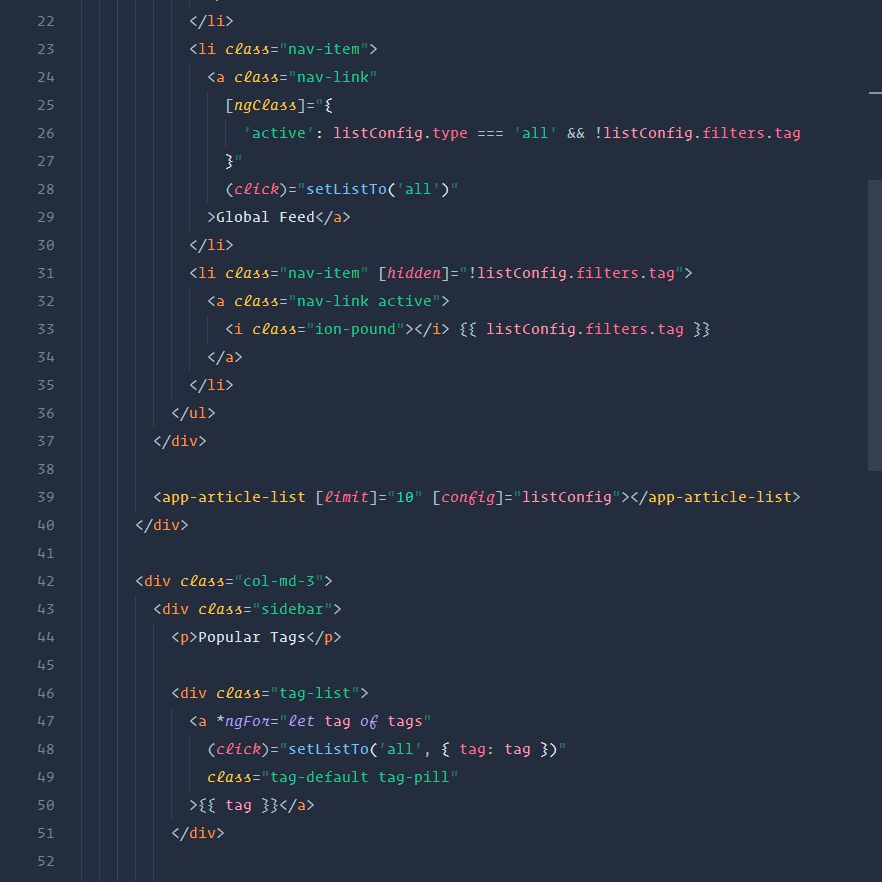 22 </li>
23 <li class="nav-item">
24 <a class="nav-link"
25 [ngClass]="{
26 'active': listConfig.type === 'all' && !listConfig.filters.tag
27 }"
28 (click)="setListTo('all')"
29 >Global Feed</a>
30 </li>
31 <li class="nav-item" [hidden]="!listConfig.filters.tag">
32 <a class="nav-link active">
33 <i class="ion-pound"></i> {{ listConfig.filters.tag }}
34 </a>
35 </li>
36 </ul>
37 </div>
38
39 <app-article-list [limit]="10" [config]="listConfig"></app-article-list>
40 </div>
41
42 <div class="col-md-3">
43 <div class="sidebar">
44 <p>Popular Tags</p>
45
46 <div class="tag-list">
47 <a *ngFor="let tag of tags"
48 (click)="setListTo('all', { tag: tag })"
49 class="tag-default tag-pill"
50 >{{ tag }}</a>
51 </div>
52